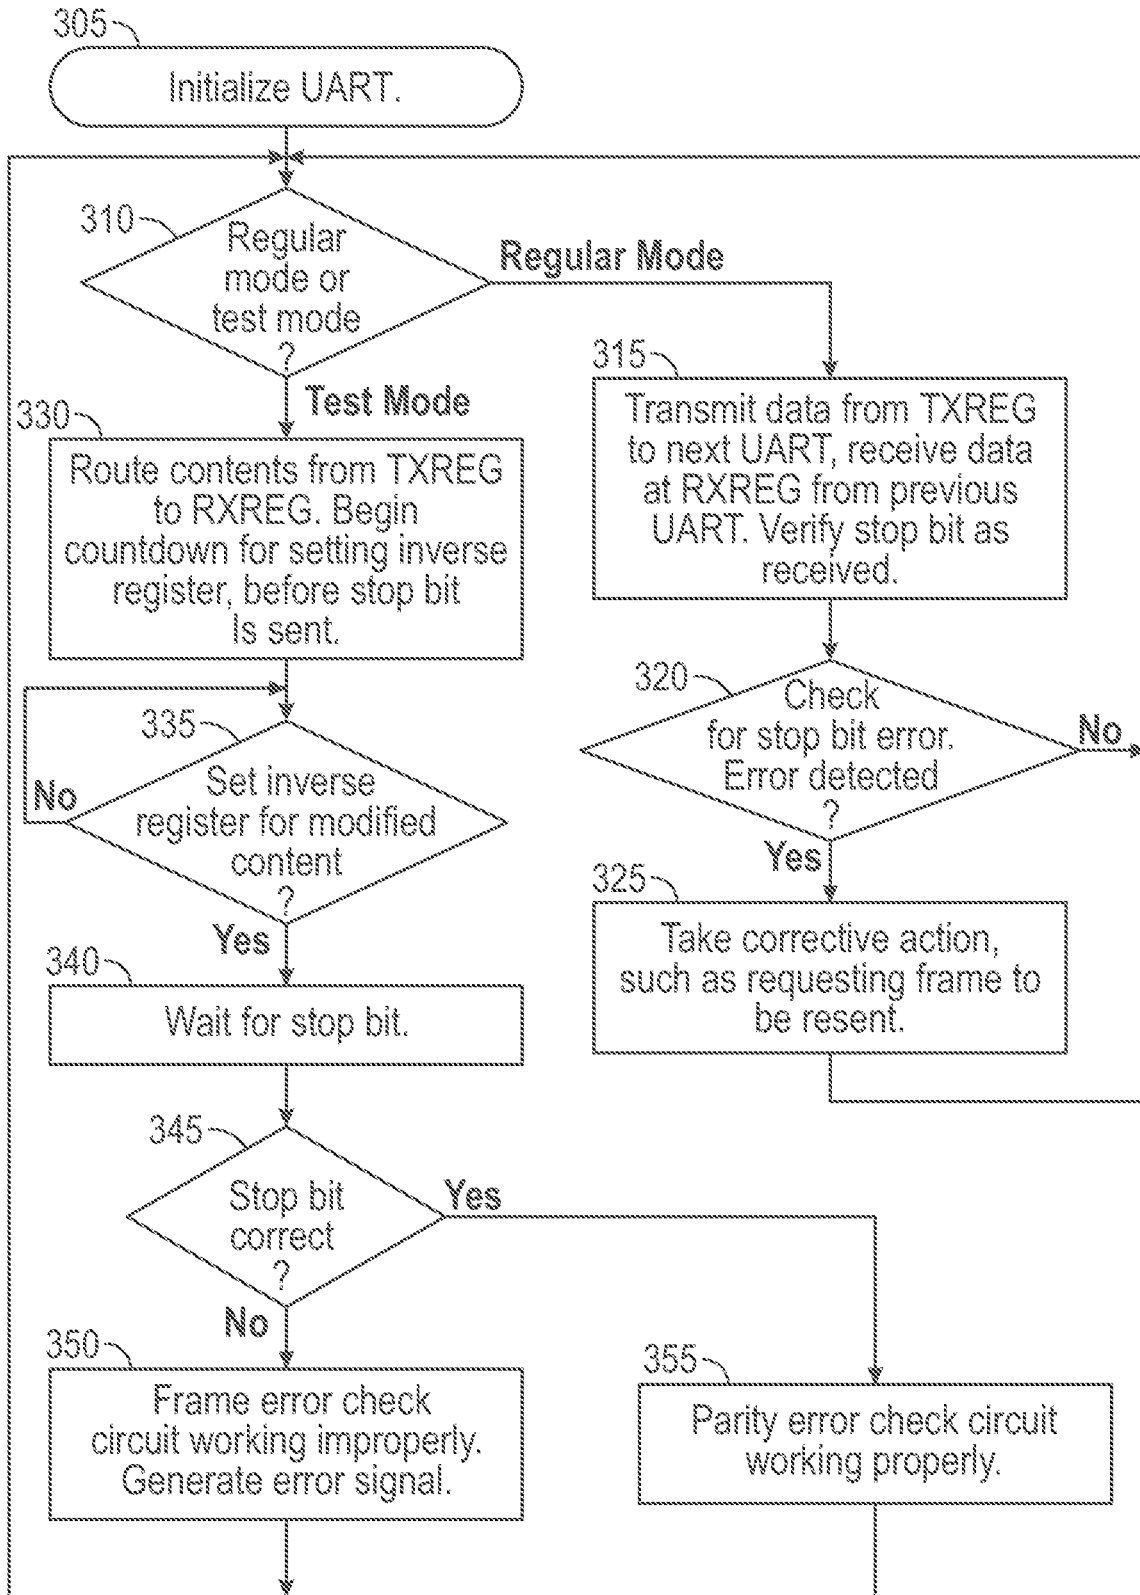 305
Initialize UART.
310
Regular
mode or
test mode
?
Regular Mode
Test Mode
315
Transmit data from TXREG
to next UART, receive data
at RXREG from previous
UART. Verify stop bit as
received.
320
Check
for stop bit error.
Error detected
?
No
Yes
325
Take corrective action,
such as requesting frame to
be resent.
330
Route contents from TXREG
to RXREG. Begin
countdown for setting inverse
register, before stop bit
Is sent.
335
Set inverse
register for modified
content
?
No
Yes
340
Wait for stop bit.
345
Stop bit
correct
?
Yes
No
350
Frame error check
circuit working improperly.
Generate error signal.
355
Parity error check circuit
working properly.